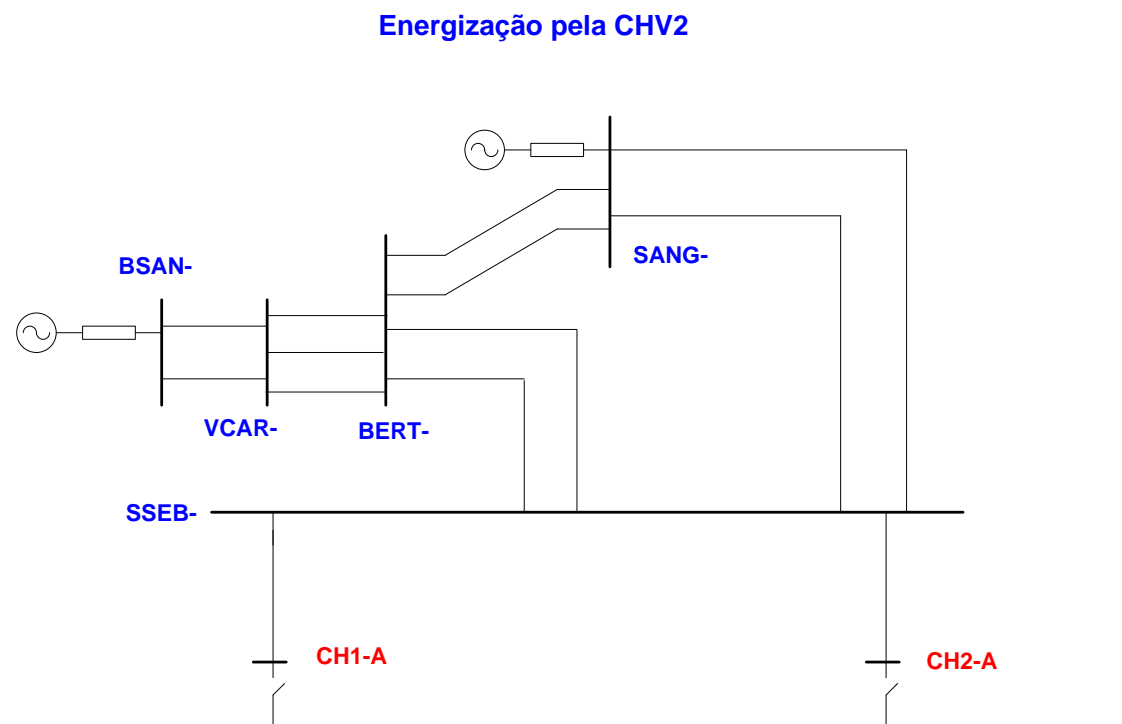 Energização pela CHV2
SANG-
BSAN-
VCAR-
BERT-
SSEB-
CH1-A
CH2-A